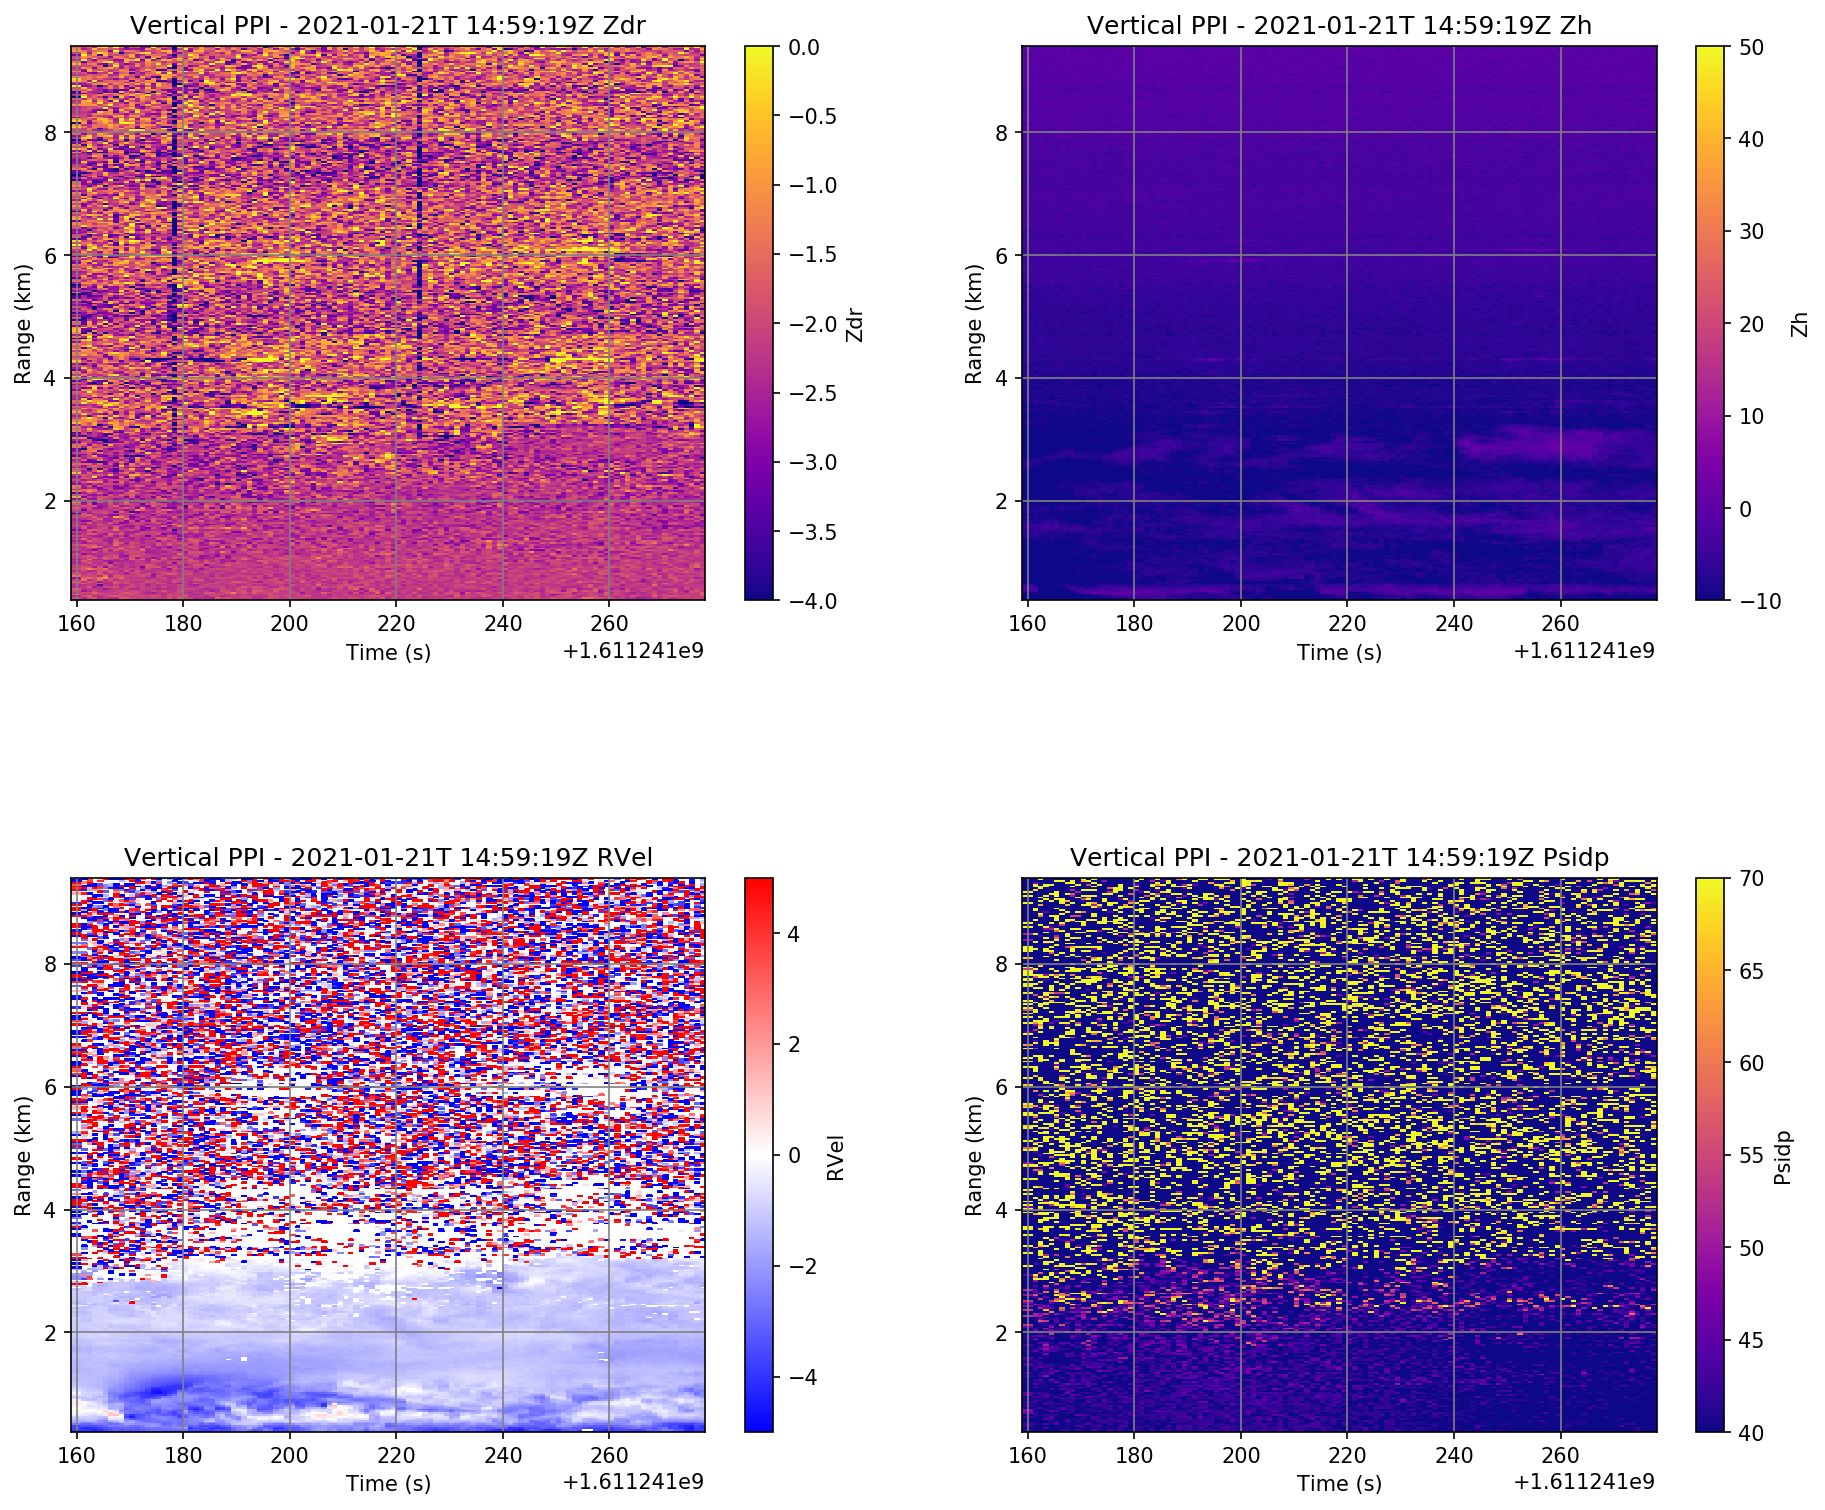 Vertical PPI - 2021-01-21T 14:59:19Z Zdr
Range (km)
8
6
4
2
160 180 200 220 240 260
Time (s)
+1.611241e9
0.0
−0.5
−1.0
−1.5
−2.0
−2.5
−3.0
−3.5
−4.0
Zdr
Vertical PPI - 2021-01-21T 14:59:19Z Zh
Range (km)
8
6
4
2
160 180 200 220 240 260
Time (s)
+1.611241e9
50
40
30
20
10
0
−10
Zh
Vertical PPI - 2021-01-21T 14:59:19Z RVel
Range (km)
8
6
4
2
160 180 200 220 240 260
Time (s)
+1.611241e9
4
2
0
−2
−4
RVel
Vertical PPI - 2021-01-21T 14:59:19Z Psidp
Range (km)
8
6
4
2
160 180 200 220 240 260
Time (s)
+1.611241e9
70
65
60
55
50
45
40
Psidp